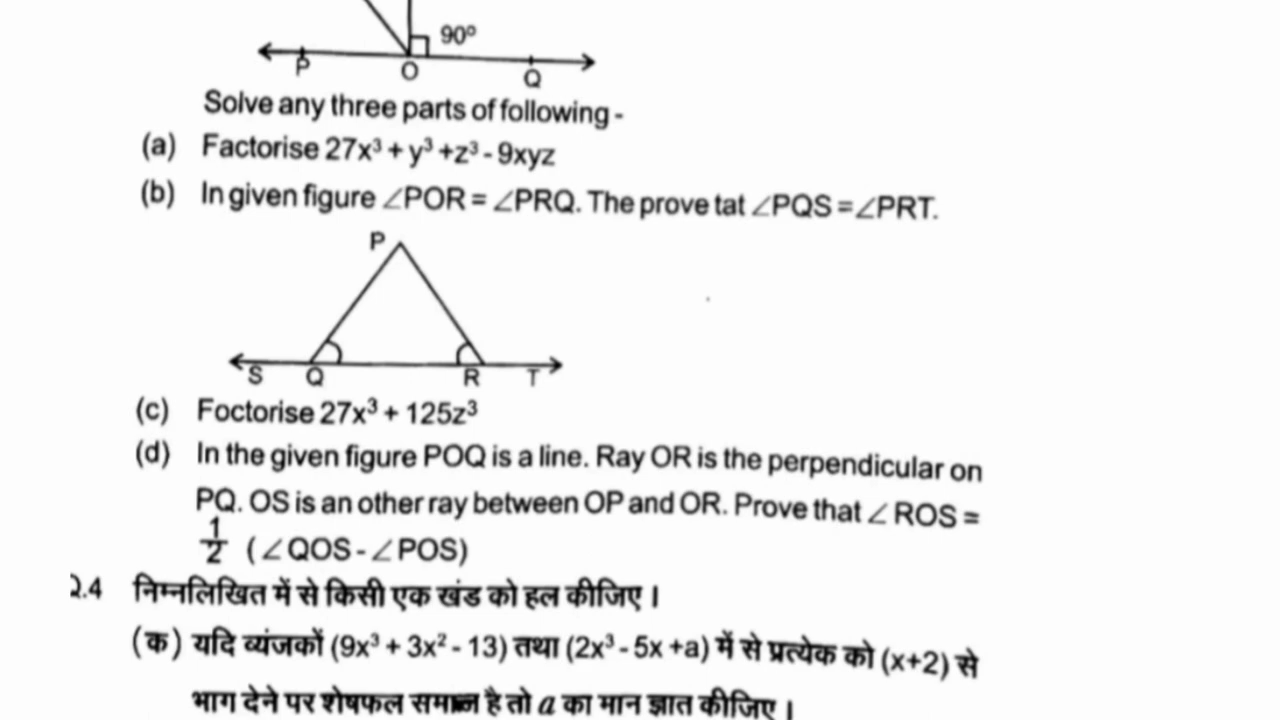 90º
P O Q
Solve any three parts of following -
(a) Factorise 27x³ + y³ +z³ - 9xyz
(b) In given figure ∠POR = ∠PRQ. The prove tat ∠PQS =∠PRT.
P
S Q R T
(c) Foctorise 27x³ + 125z³
(d) In the given figure POQ is a line. Ray OR is the perpendicular on
PQ. OS is an other ray between OP and OR. Prove that ∠ ROS =
1/2 (∠QOS - ∠POS)
Q.4 निम्नलिखित में से किसी एक खंड को हल कीजिए ।
(क) यदि व्यंजकों (9x³ + 3x² - 13) तथा (2x³ - 5x +a) में से प्रत्येक को (x+2) से
भाग देने पर शेषफल समान है तो a का मान ज्ञात कीजिए ।